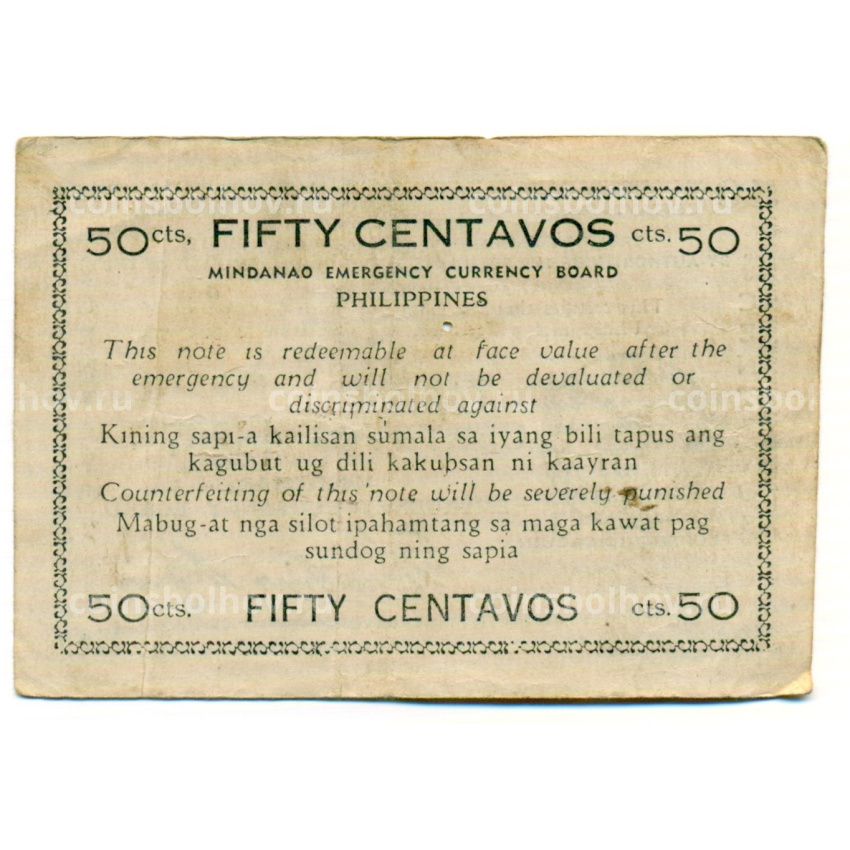 50cts, FIFTY CENTAVOS cts. 50
MINDANAO EMERGENCY CURRENCY BOARD
PHILIPPINES
This note is redeemable at face value after the
emergency and will not be devaluated or
discriminated against
Kining sapi-a kailisan sumala sa iyang bili tapus ang
kagubut ug dili kakubsan ni kaayran
Counterfeiting of this note will be severely punished
Mabug-at nga silot ipahamtang sa maga kawat pag
sundog ning sapia
50cts. FIFTY CENTAVOS cts. 50
coinsbolhov.ru